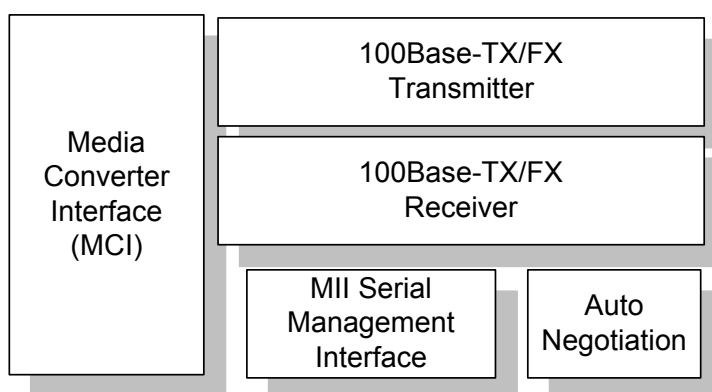 Media
Converter
Interface
(MCI)
100Base-TX/FX
Transmitter
100Base-TX/FX
Receiver
MII Serial
Management
Interface
Auto
Negotiation